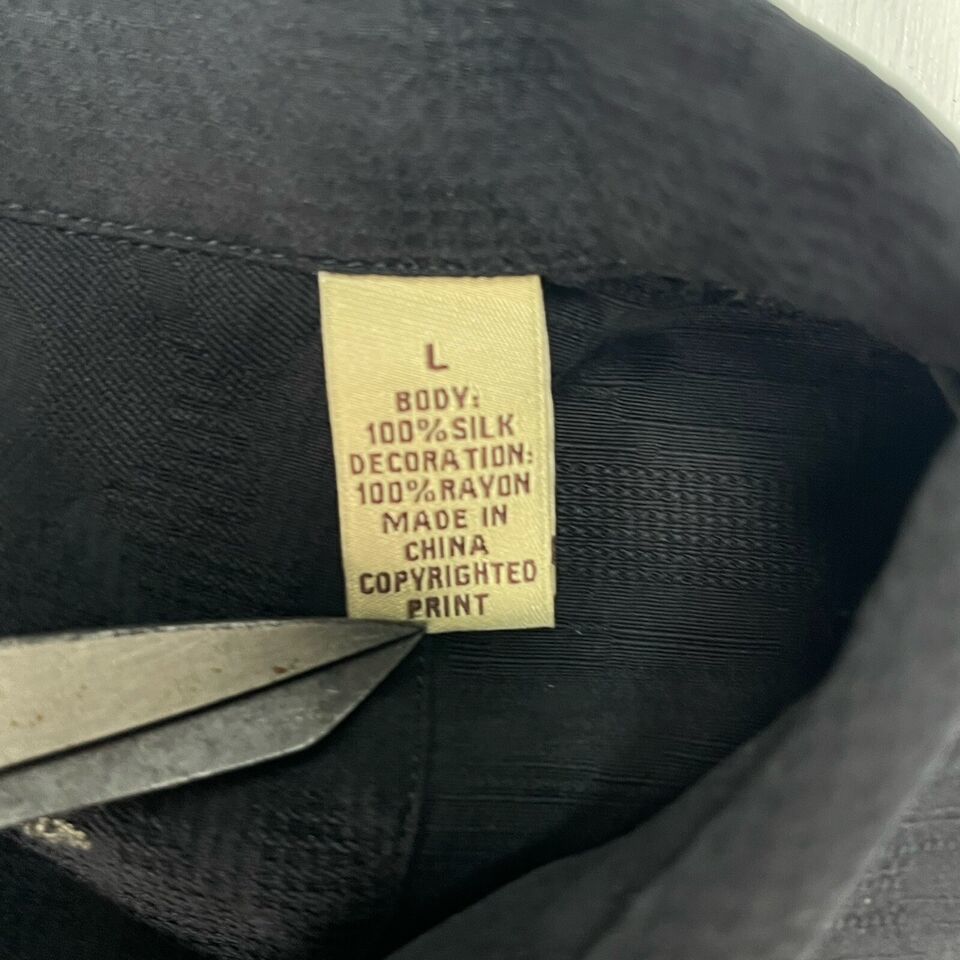 L
BODY:
100% SILK
DECORATION:
100% RAYON
MADE IN
CHINA
COPYRIGHTED
PRINT